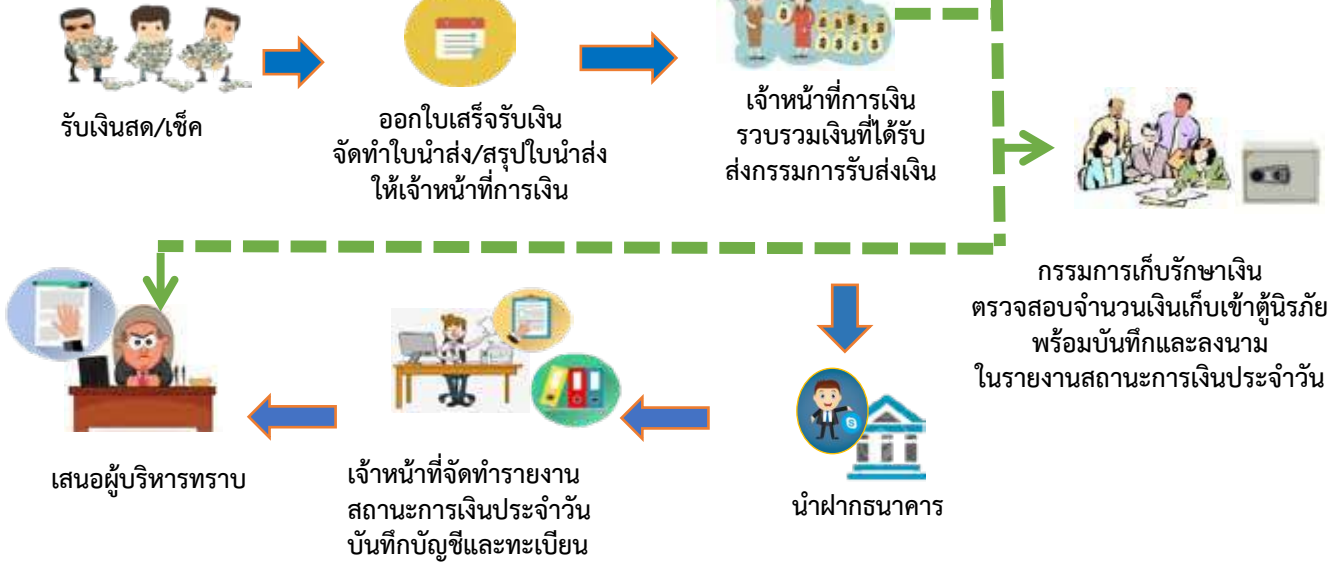 รับเงินสด/เช็ค
ออกใบเสร็จรับเงิน
จัดทำใบนำส่ง/สรุปใบนำส่ง
ให้เจ้าหน้าที่การเงิน
เจ้าหน้าที่การเงิน
รวบรวมเงินที่ได้รับ
ส่งกรรมการรับส่งเงิน
กรรมการเก็บรักษาเงิน
ตรวจสอบจำนวนเงินเก็บเข้าตู้นิรภัย
พร้อมบันทึกและลงนาม
ในรายงานสถานะการเงินประจำวัน
นำฝากธนาคาร
เจ้าหน้าที่จัดทำรายงาน
สถานะการเงินประจำวัน
บันทึกบัญชีและทะเบียน
เสนอผู้บริหารทราบ